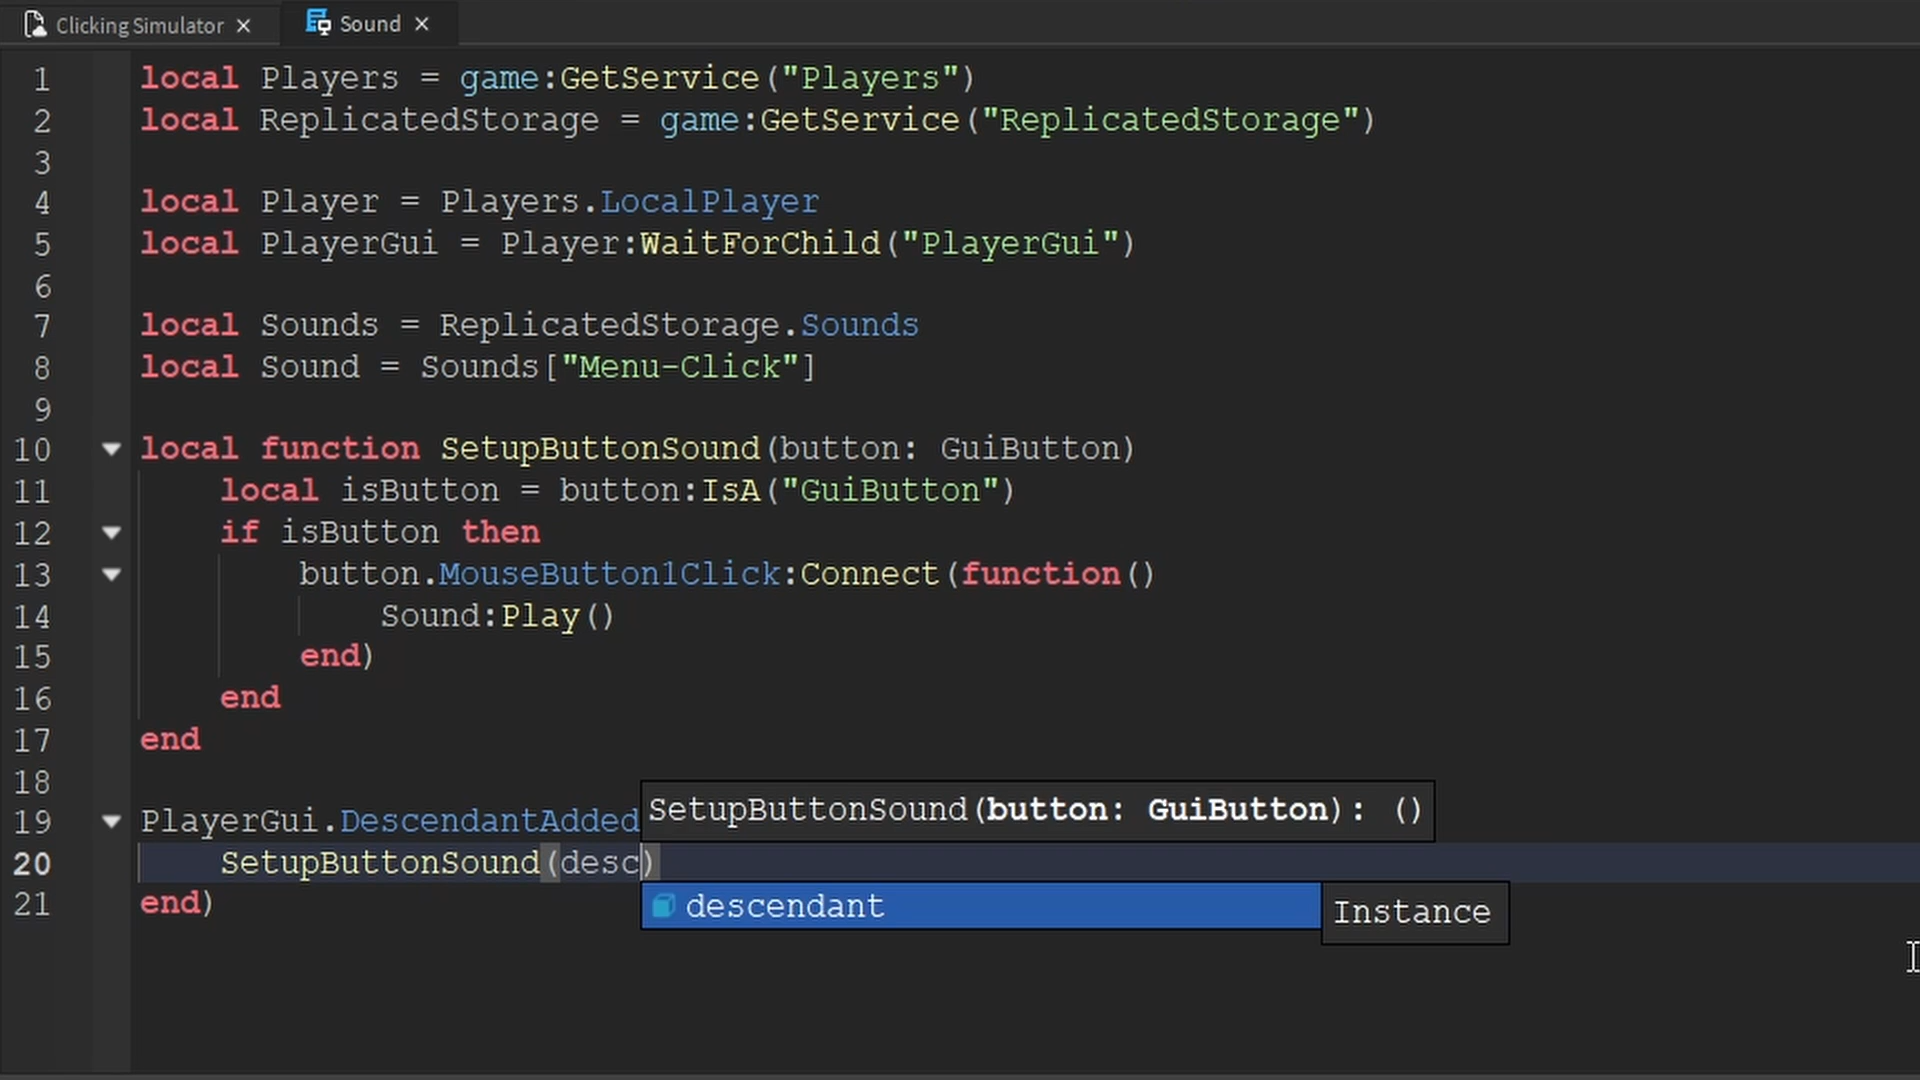 Clicking Simulator × Sound ×
1 local Players = game:GetService("Players")
2 local ReplicatedStorage = game:GetService("ReplicatedStorage")
3
4 local Player = Players.LocalPlayer
5 local PlayerGui = Player:WaitForChild("PlayerGui")
6
7 local Sounds = ReplicatedStorage.Sounds
8 local Sound = Sounds["Menu-Click"]
9
10 local function SetupButtonSound(button: GuiButton)
11 local isButton = button:IsA("GuiButton")
12 if isButton then
13 button.MouseButton1Click:Connect(function()
14 Sound:Play()
15 end)
16 end
17 end
18
19 PlayerGui.DescendantAdded
SetupButtonSound(button: GuiButton): ()
20 SetupButtonSound(desc)
21 end)
descendant
Instance